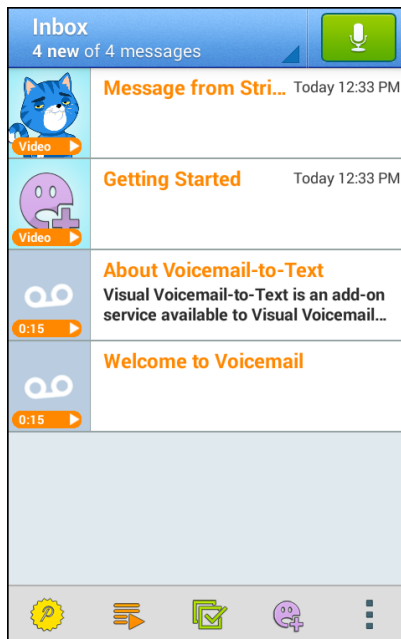 Inbox
4 new of 4 messages
Message from Stri... Today 12:33 PM
Video
Getting Started Today 12:33 PM
Video
About Voicemail-to-Text
Visual Voicemail-to-Text is an add-on
service available to Visual Voicemail...
0:15
Welcome to Voicemail
0:15
P